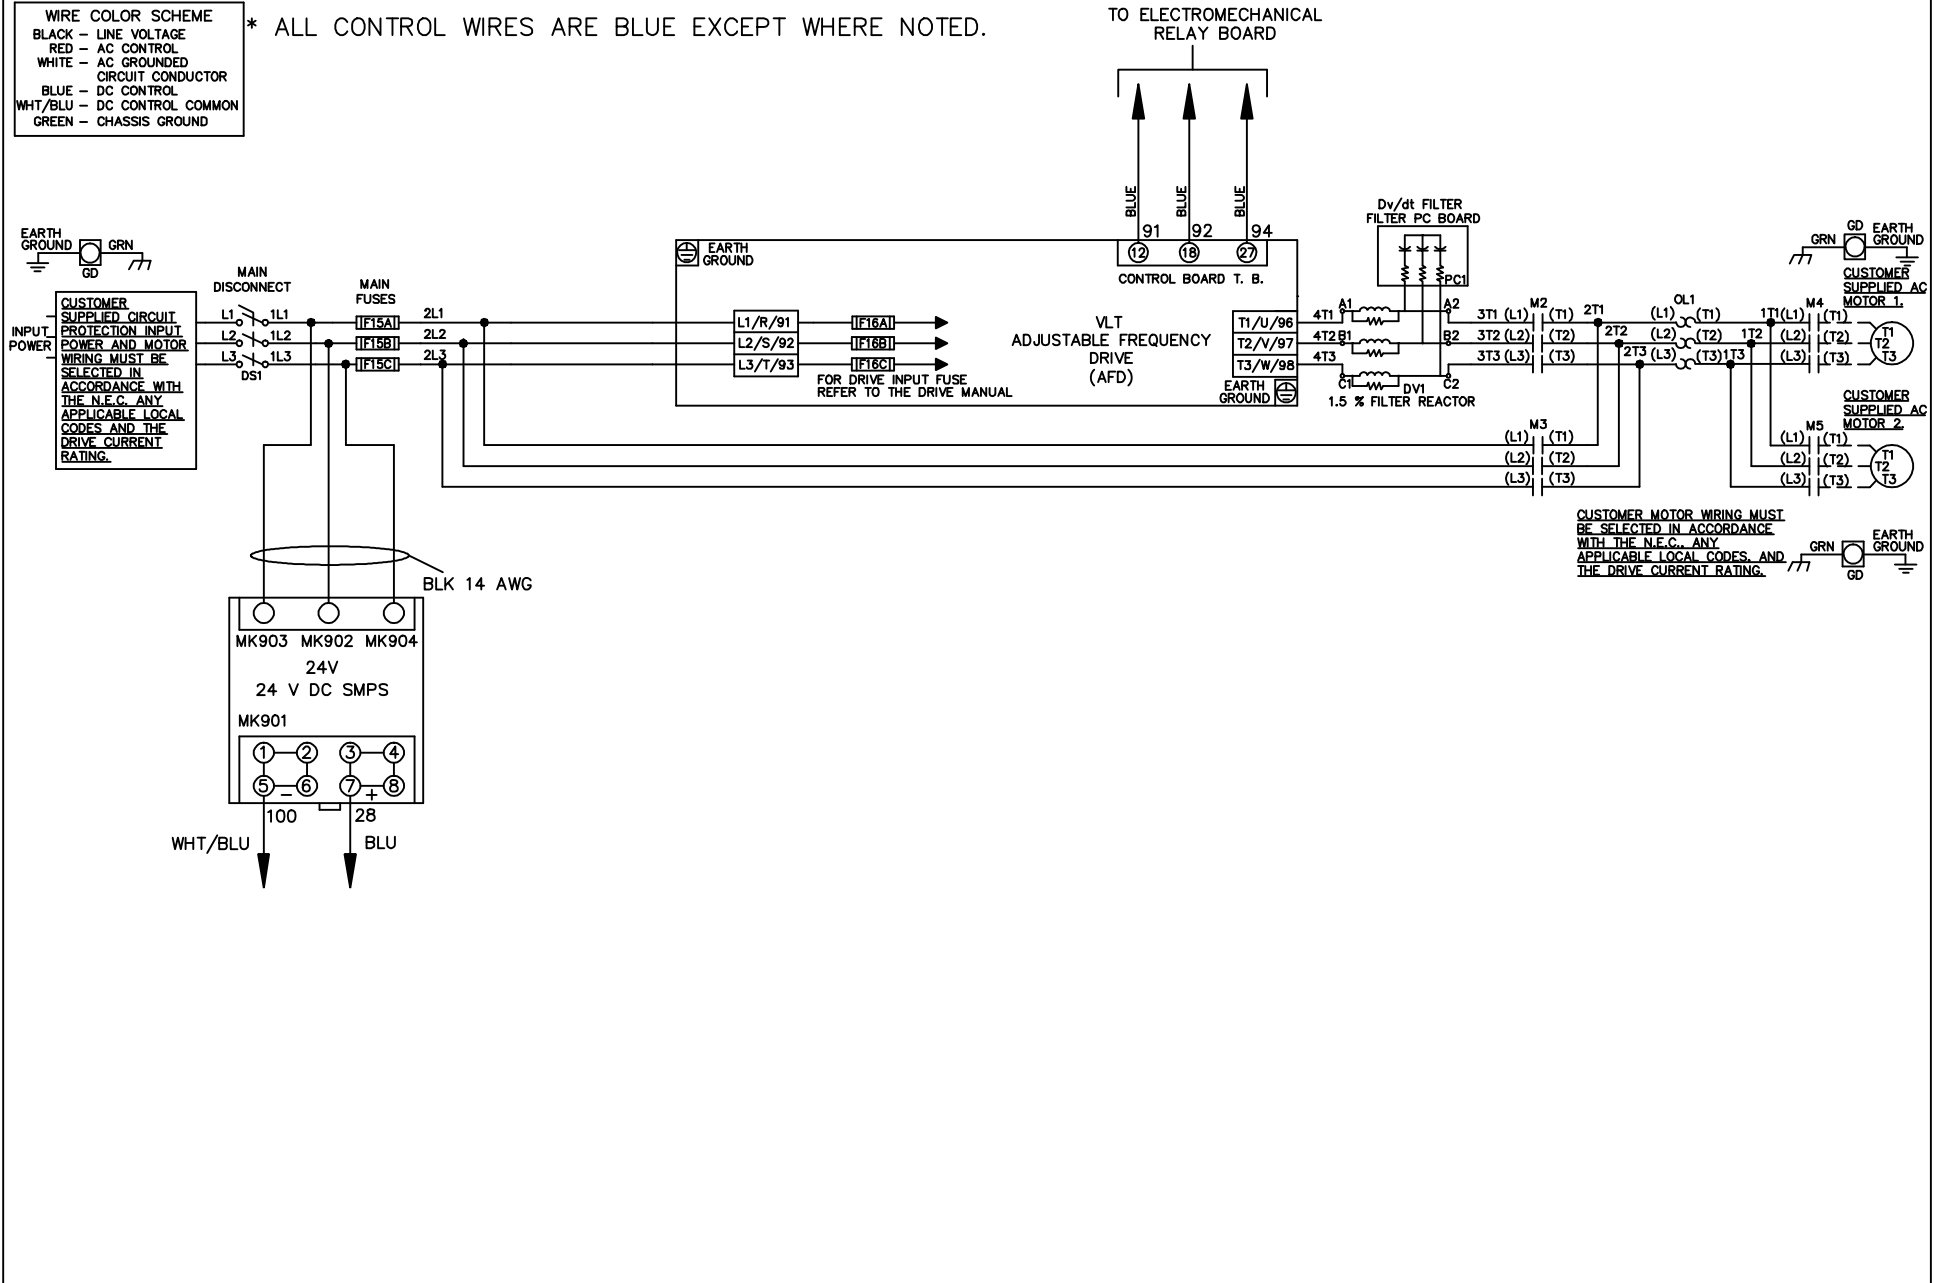 WIRE COLOR SCHEME
BLACK – LINE VOLTAGE
RED – AC CONTROL
WHITE – AC GROUNDED
CIRCUIT CONDUCTOR
BLUE – DC CONTROL
WHT/BLU – DC CONTROL COMMON
GREEN – CHASSIS GROUND
* ALL CONTROL WIRES ARE BLUE EXCEPT WHERE NOTED.
TO ELECTROMECHANICAL
RELAY BOARD
BLUE
BLUE
BLUE
91
92
94
12
18
27
CONTROL BOARD T. B.
EARTH
GROUND
GRN
GD
INPUT
POWER
CUSTOMER
SUPPLIED CIRCUIT
PROTECTION INPUT
POWER AND MOTOR
WIRING MUST BE
SELECTED IN
ACCORDANCE WITH
THE N.E.C. ANY
APPLICABLE LOCAL
CODES AND THE
DRIVE CURRENT
RATING.
MAIN
DISCONNECT
L1 1L1
L2 1L2
L3 1L3
DS1
MAIN
FUSES
F15A
F15B
F15C
2L1
2L2
2L3
EARTH
GROUND
L1/R/91
L2/S/92
L3/T/93
F16A
F16B
F16C
FOR DRIVE INPUT FUSE
REFER TO THE DRIVE MANUAL
VLT
ADJUSTABLE FREQUENCY
DRIVE
(AFD)
T1/U/96
T2/V/97
T3/W/98
EARTH
GROUND
4T1
4T2
4T3
Dv/dt FILTER
FILTER PC BOARD
PC1
A1 A2
B1 B2
C1 C2
DV1
1.5 % FILTER REACTOR
M2
3T1 (L1) (T1) 2T1
3T2 (L2) (T2) 2T2
3T3 (L3) (T3) 2T3
M3
(L1) (T1)
(L2) (T2)
(L3) (T3)
OL1
(L1) (T1)
(L2) (T2)
(L3) (T3)
1T1
1T2
1T3
GRN
GD
EARTH
GROUND
CUSTOMER
SUPPLIED AC
MOTOR 1.
M4
(L1) (T1)
(L2) (T2)
(L3) (T3)
T1
T2
T3
CUSTOMER
SUPPLIED AC
MOTOR 2.
M5
(L1) (T1)
(L2) (T2)
(L3) (T3)
T1
T2
T3
CUSTOMER MOTOR WIRING MUST
BE SELECTED IN ACCORDANCE
WITH THE N.E.C., ANY
APPLICABLE LOCAL CODES, AND
THE DRIVE CURRENT RATING.
GRN
GD
EARTH
GROUND
BLK 14 AWG
MK903 MK902 MK904
24V
24 V DC SMPS
MK901
1 2 3 4
5 6 7 8
– +
100
28
WHT/BLU
BLU